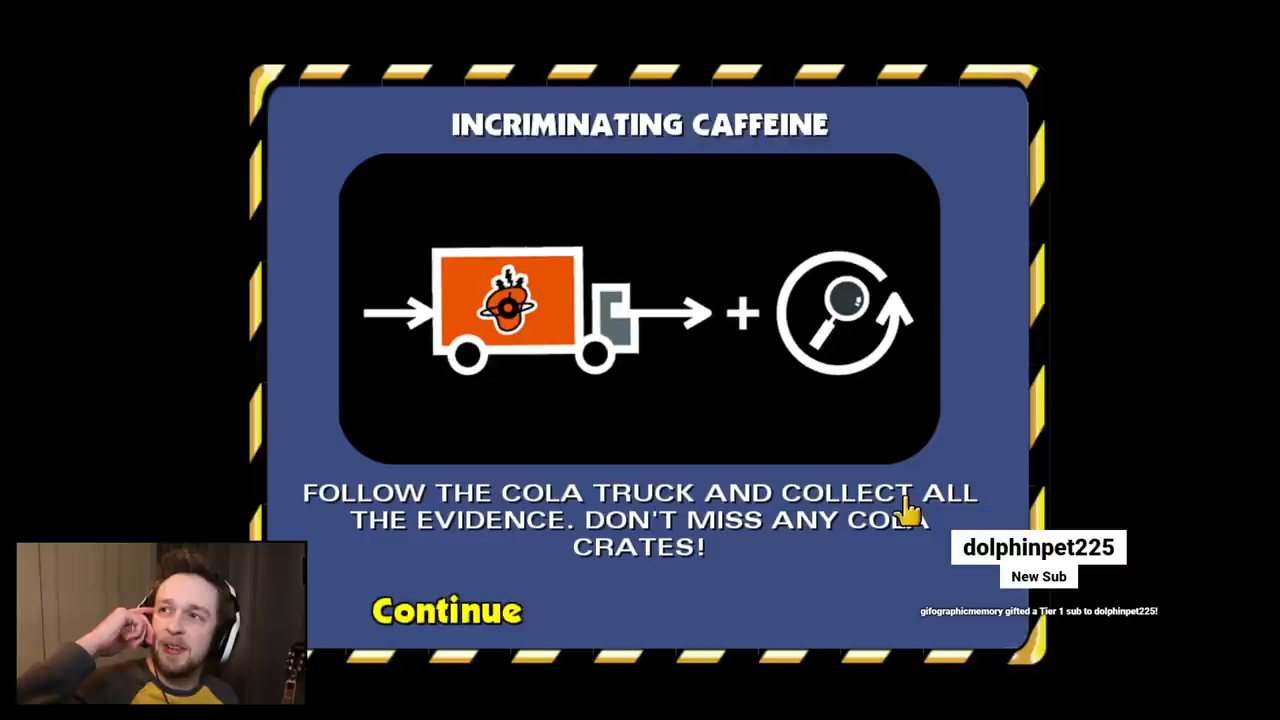 INCRIMINATING CAFFEINE
FOLLOW THE COLA TRUCK AND COLLECT ALL
THE EVIDENCE. DON'T MISS ANY COLA
CRATES!
dolphinpet225
New Sub
gifographicmemory gifted a Tier 1 sub to dolphinpet225!
Continue